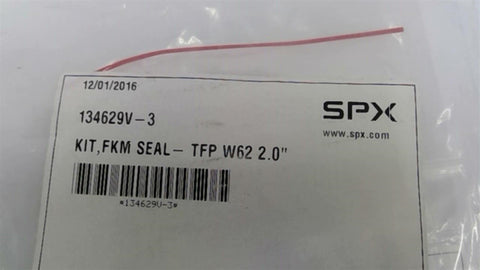 12/01/2016
134629V-3
SPX
www.spx.com
KIT,FKM SEAL- TFP W62 2.0"
*134629V-3*